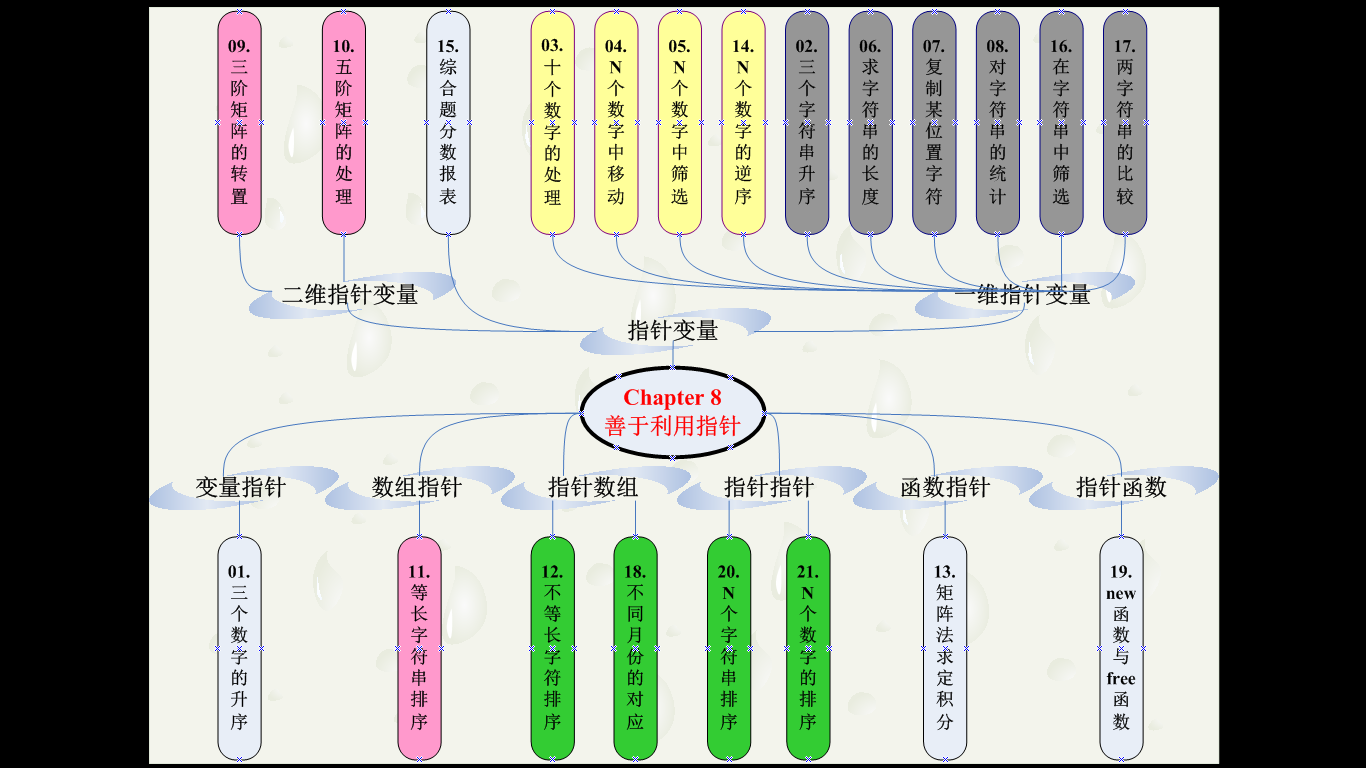 09.三阶矩阵的转置
10.五阶矩阵的处理
15.综合题分数报表
03.十个数字的处理
04.N个数字中移动
05.N个数字中筛选
14.N个数字的逆序
02.三个字符串升序
06.求字符串的长度
07.复制某位置字符
08.对字符串的统计
16.在字符串中筛选
17.两字符串的比较
二维指针变量
一维指针变量
指针变量
Chapter 8
善于利用指针
变量指针
数组指针
指针数组
指针指针
函数指针
指针函数
01.三个数字的升序
11.等长字符串排序
12.不等长字符排序
18.不同月份的对应
20.N个字符串排序
21.N个数字的排序
13.矩阵法求定积分
19.new函数与free函数